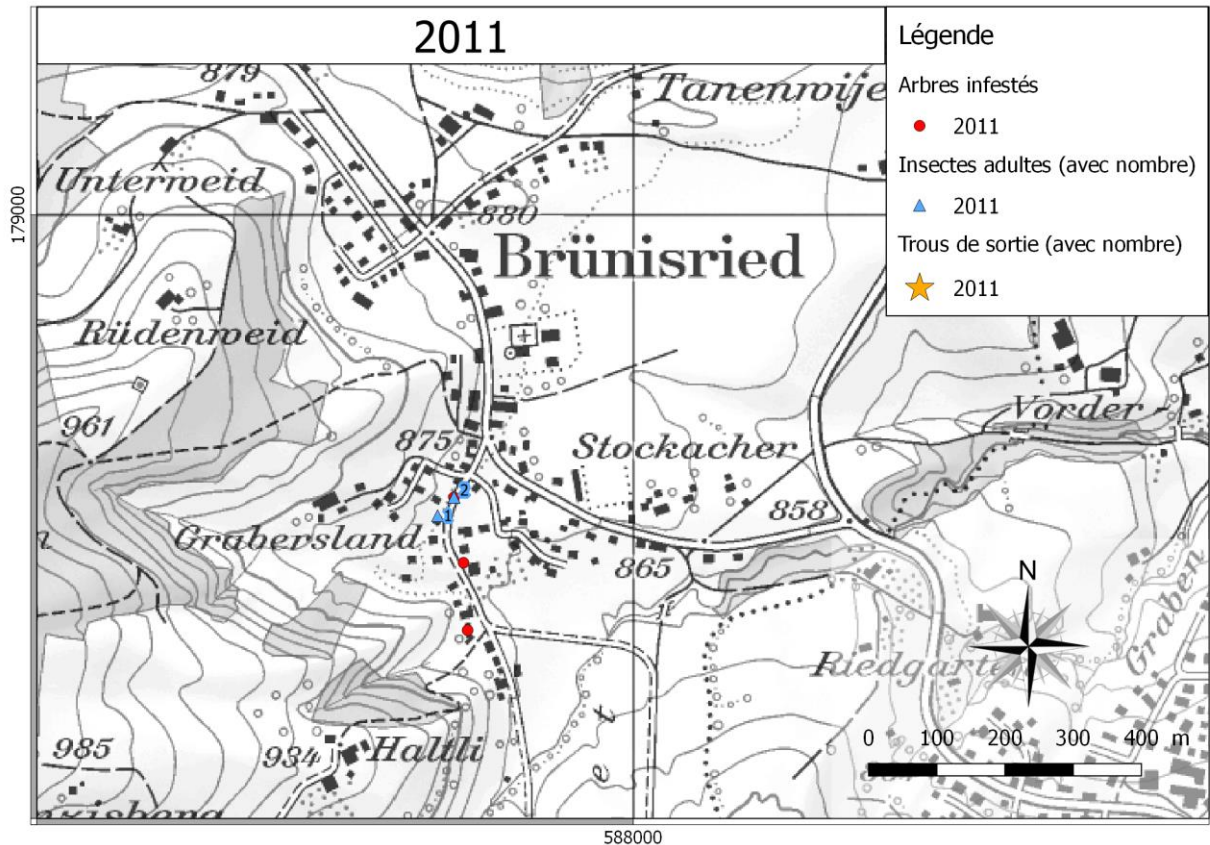 2011
Légende
Arbres infestés
2011
Insectes adultes (avec nombre)
2011
Trous de sortie (avec nombre)
2011
879
Tanenwije
Unterweid
179000
880
Brünisried
Rüdenweid
Vorder-
961
875
Stockacher
2
1
858
Grabersland
865
N
Graben
Riedgarte
et
0 100 200 300 400 m
985
934
Haltli
588000